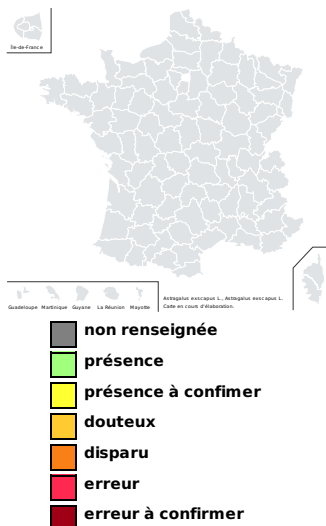 Île-de-France
Guadeloupe Martinique Guyane La Réunion Mayotte
Astragalus exscapus L., Astragalus exscapus L.
Carte en cours d'élaboration.
non renseignée
présence
présence à confimer
douteux
disparu
erreur
erreur à confirmer